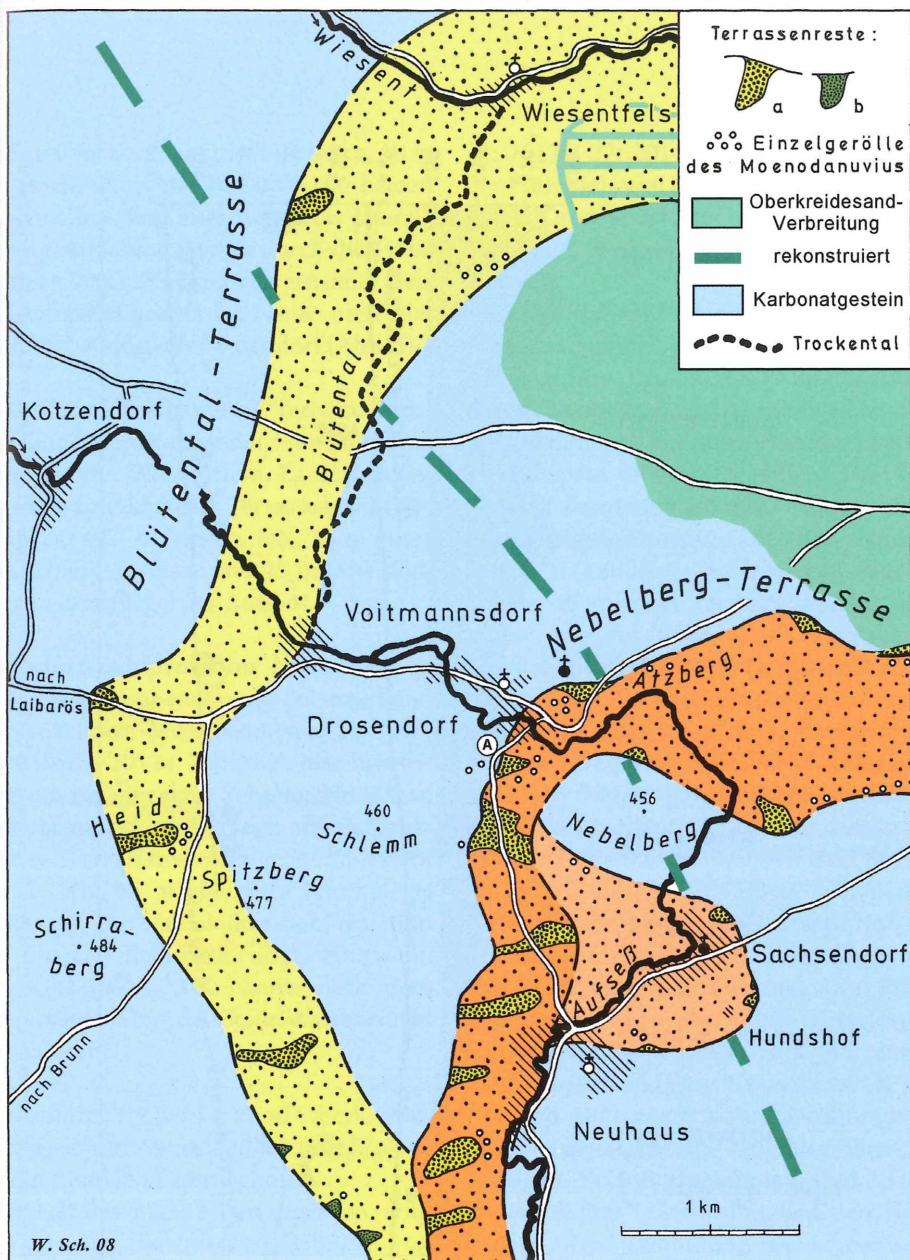 Terrassenreste :
a
b
Einzelgerölle
des Moenodanuvius
Oberkreidesand-
Verbreitung
rekonstruiert
Karbonatgestein
Trockental
Wiesent
Wiesentfels
Blütental-Terrasse
Blütental
Kotzendorf
Voitmannsdorf
Nebelberg-Terrasse
nach
Laibarös
Atzberg
Drosendorf
A
Heid
460
Schlemm
456
Nebelberg
Spitzberg
477
Schirra-
484
berg
Sachsendorf
Aufseß
Hundshof
nach Brunn
Neuhaus
1 km
W. Sch. 08